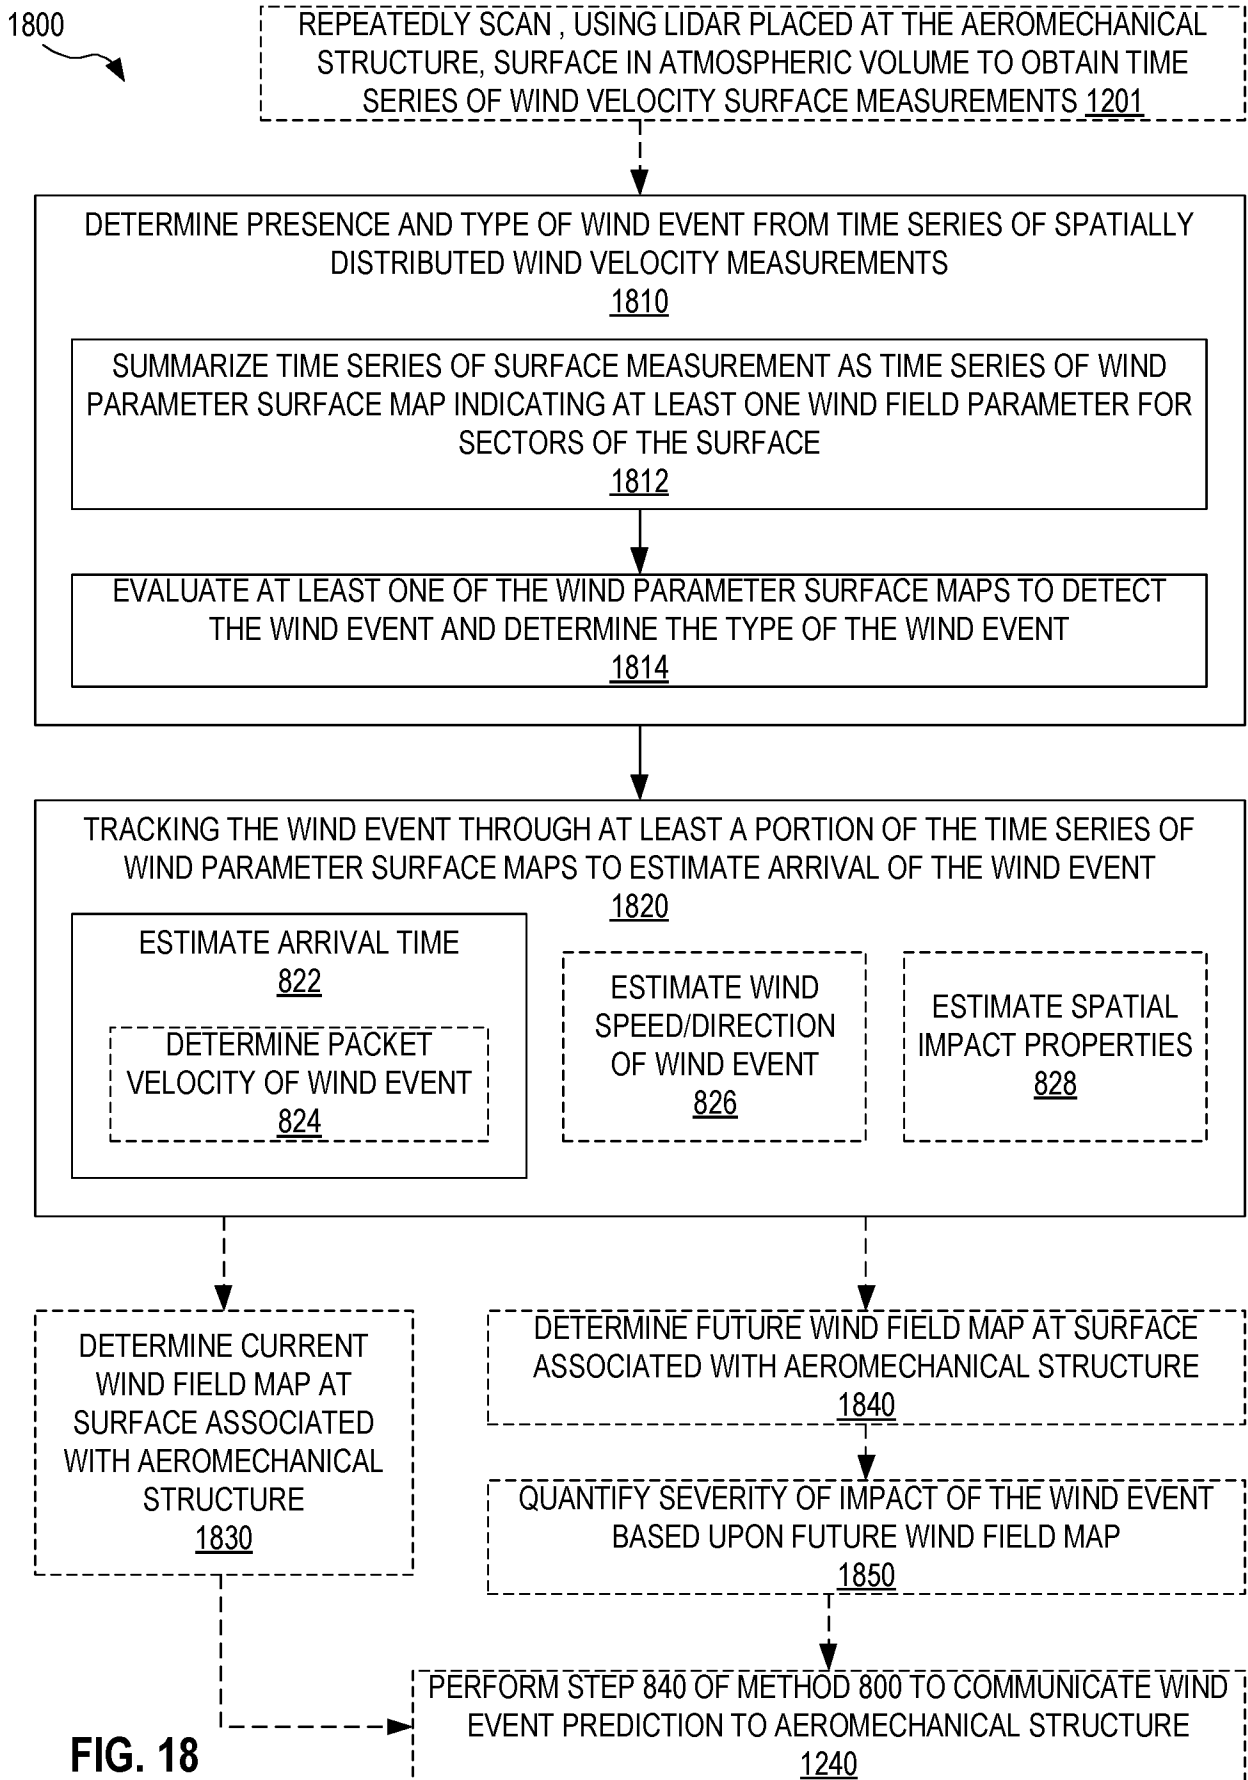 1800
REPEATEDLY SCAN , USING LIDAR PLACED AT THE AEROMECHANICAL
STRUCTURE, SURFACE IN ATMOSPHERIC VOLUME TO OBTAIN TIME
SERIES OF WIND VELOCITY SURFACE MEASUREMENTS 1201
DETERMINE PRESENCE AND TYPE OF WIND EVENT FROM TIME SERIES OF SPATIALLY
DISTRIBUTED WIND VELOCITY MEASUREMENTS
1810
SUMMARIZE TIME SERIES OF SURFACE MEASUREMENT AS TIME SERIES OF WIND
PARAMETER SURFACE MAP INDICATING AT LEAST ONE WIND FIELD PARAMETER FOR
SECTORS OF THE SURFACE
1812
EVALUATE AT LEAST ONE OF THE WIND PARAMETER SURFACE MAPS TO DETECT
THE WIND EVENT AND DETERMINE THE TYPE OF THE WIND EVENT
1814
TRACKING THE WIND EVENT THROUGH AT LEAST A PORTION OF THE TIME SERIES OF
WIND PARAMETER SURFACE MAPS TO ESTIMATE ARRIVAL OF THE WIND EVENT
1820
ESTIMATE ARRIVAL TIME
822
DETERMINE PACKET
VELOCITY OF WIND EVENT
824
ESTIMATE WIND
SPEED/DIRECTION
OF WIND EVENT
826
ESTIMATE SPATIAL
IMPACT PROPERTIES
828
DETERMINE CURRENT
WIND FIELD MAP AT
SURFACE ASSOCIATED
WITH AEROMECHANICAL
STRUCTURE
1830
DETERMINE FUTURE WIND FIELD MAP AT SURFACE
ASSOCIATED WITH AEROMECHANICAL STRUCTURE
1840
QUANTIFY SEVERITY OF IMPACT OF THE WIND EVENT
BASED UPON FUTURE WIND FIELD MAP
1850
PERFORM STEP 840 OF METHOD 800 TO COMMUNICATE WIND
EVENT PREDICTION TO AEROMECHANICAL STRUCTURE
1240
FIG. 18